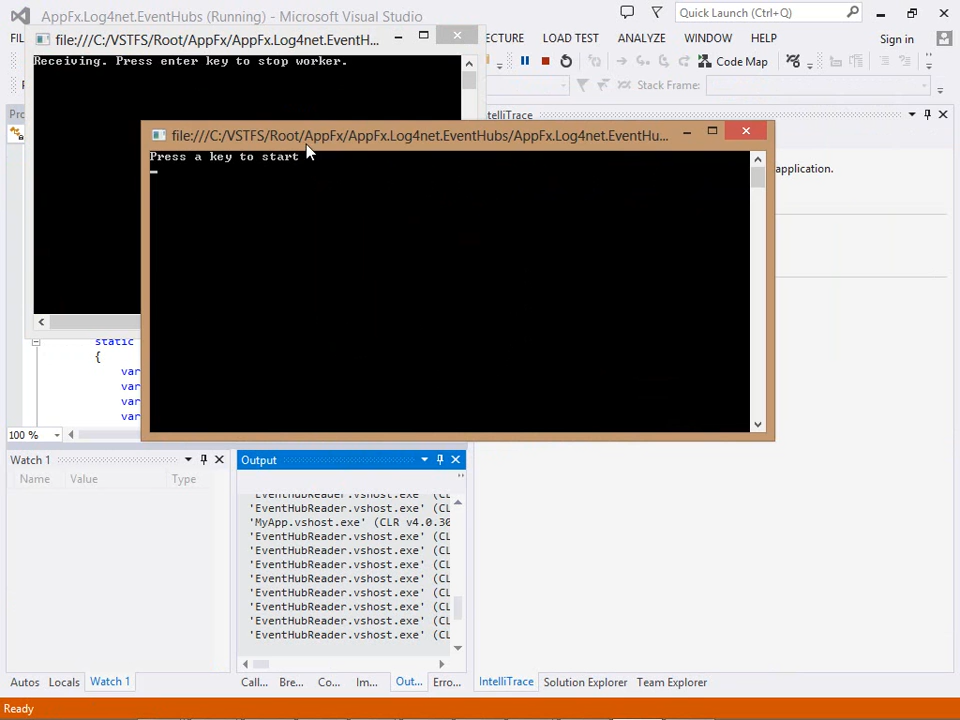 AppFx.Log4net.EventHubs (Running) - Microsoft Visual Studio
Quick Launch (Ctrl+Q)
file:///C:/VSTFS/Root/AppFx/AppFx.Log4net.EventH...
LOAD TEST
ANALYZE
WINDOW
HELP
Sign in
Receiving. Press enter key to stop worker.
Code Map
Stack Frame:
file:///C:/VSTFS/Root/AppFx/AppFx.Log4net.EventHubs/AppFx.Log4net.EventHu...
Press a key to start
application.
static
{
100 %
Watch 1
Name
Value
Type
Output
'EventHubReader.vshost.exe' (CL
'EventHubReader.vshost.exe' (CL
'MyApp.vshost.exe' (CLR v4.0.30
'EventHubReader.vshost.exe' (CL
'EventHubReader.vshost.exe' (CL
'EventHubReader.vshost.exe' (CL
'EventHubReader.vshost.exe' (CL
'EventHubReader.vshost.exe' (CL
'EventHubReader.vshost.exe' (CL
'EventHubReader.vshost.exe' (CL
'EventHubReader.vshost.exe' (CL
Autos
Locals
Watch 1
Call...
Bre...
Co...
Im...
Out...
Erro...
IntelliTrace
Solution Explorer
Team Explorer
Ready